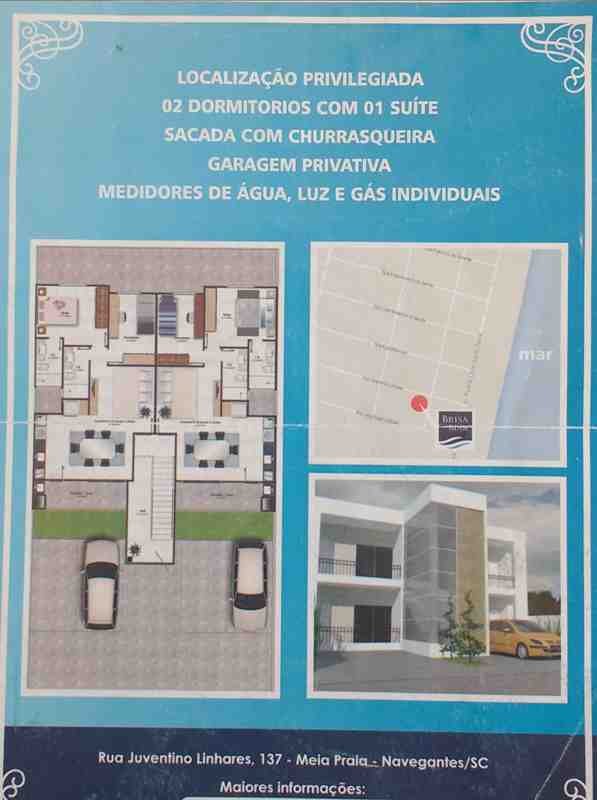 LOCALIZAÇÃO PRIVILEGIADA
02 DORMITORIOS COM 01 SUÍTE
SACADA COM CHURRASQUEIRA
GARAGEM PRIVATIVA
MEDIDORES DE ÁGUA, LUZ E GÁS INDIVIDUAIS
mar
BRISA
Rua Juventino Linhares, 137 - Meia Praia - Navegantes/SC
Maiores informações: